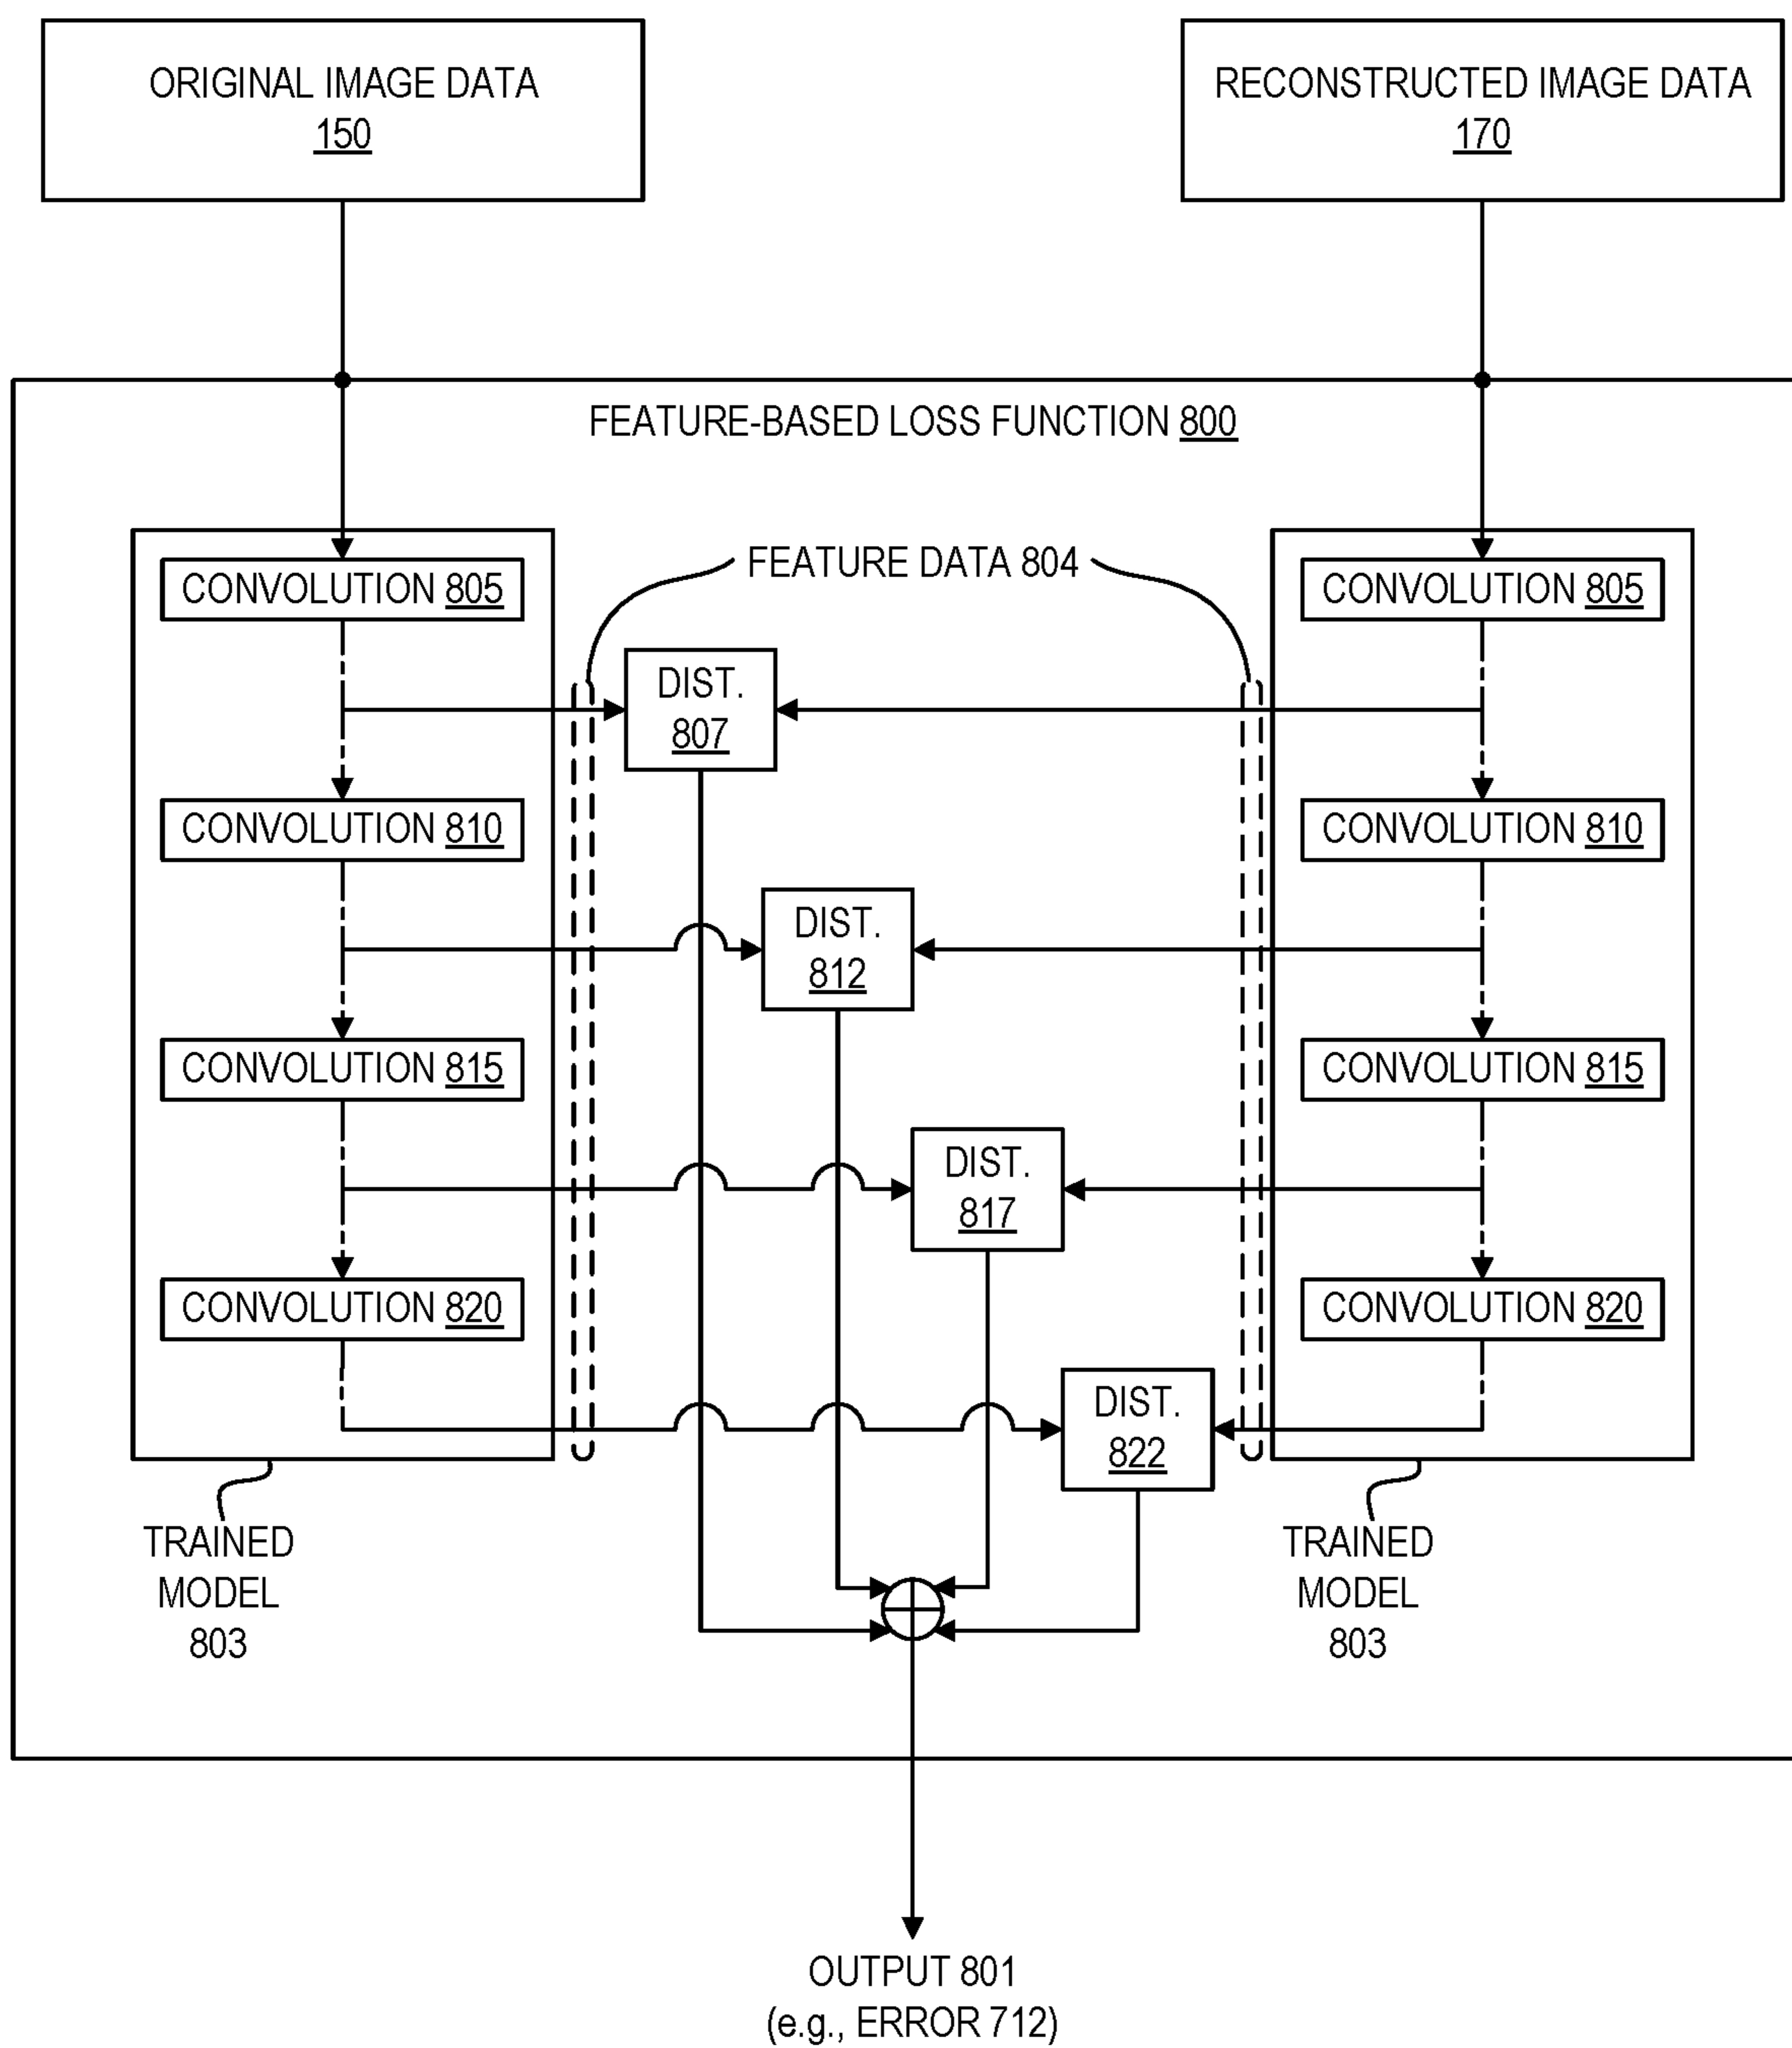 ORIGINAL IMAGE DATA
150
RECONSTRUCTED IMAGE DATA
170
FEATURE-BASED LOSS FUNCTION 800
FEATURE DATA 804
CONVOLUTION 805
CONVOLUTION 805
DIST.
807
CONVOLUTION 810
CONVOLUTION 810
DIST.
812
CONVOLUTION 815
CONVOLUTION 815
DIST.
817
CONVOLUTION 820
CONVOLUTION 820
DIST.
822
TRAINED
MODEL
803
TRAINED
MODEL
803
OUTPUT 801
(e.g., ERROR 712)